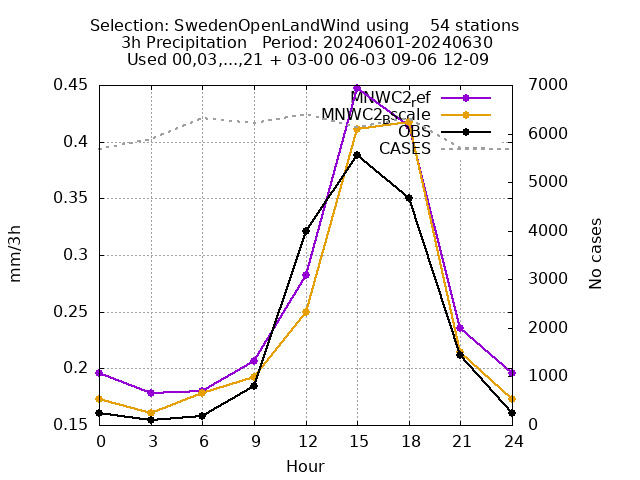 Selection: SwedenOpenLandWind using    54 stations
3h Precipitation   Period: 20240601-20240630
Used 00,03,...,21 + 03-00 06-03 09-06 12-09
0.45
0.4
0.35
0.3
0.25
0.2
0.15
mm/3h
7000
6000
5000
4000
3000
2000
1000
0
No cases
MNWC2ref
MNWC2Bscale
OBS
CASES
0 3 6 9 12 15 18 21 24
Hour